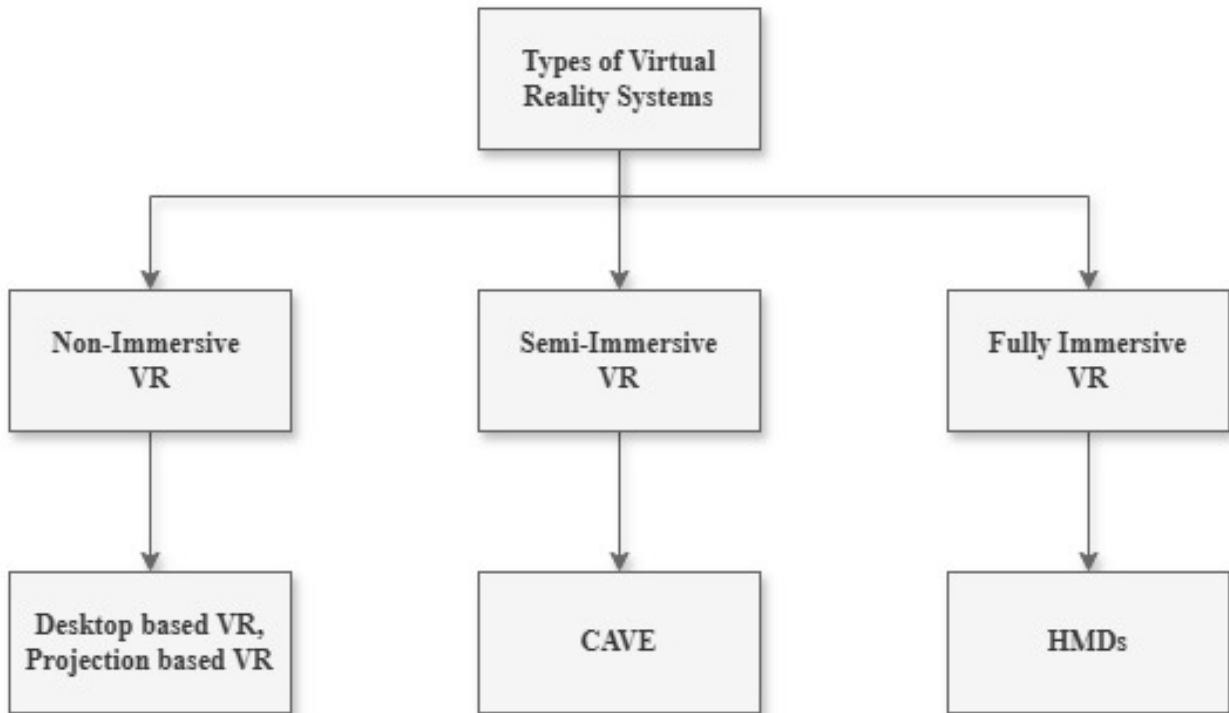 Types of Virtual
Reality Systems
Non-Immersive
VR
Semi-Immersive
VR
Fully Immersive
VR
Desktop based VR,
Projection based VR
CAVE
HMDs